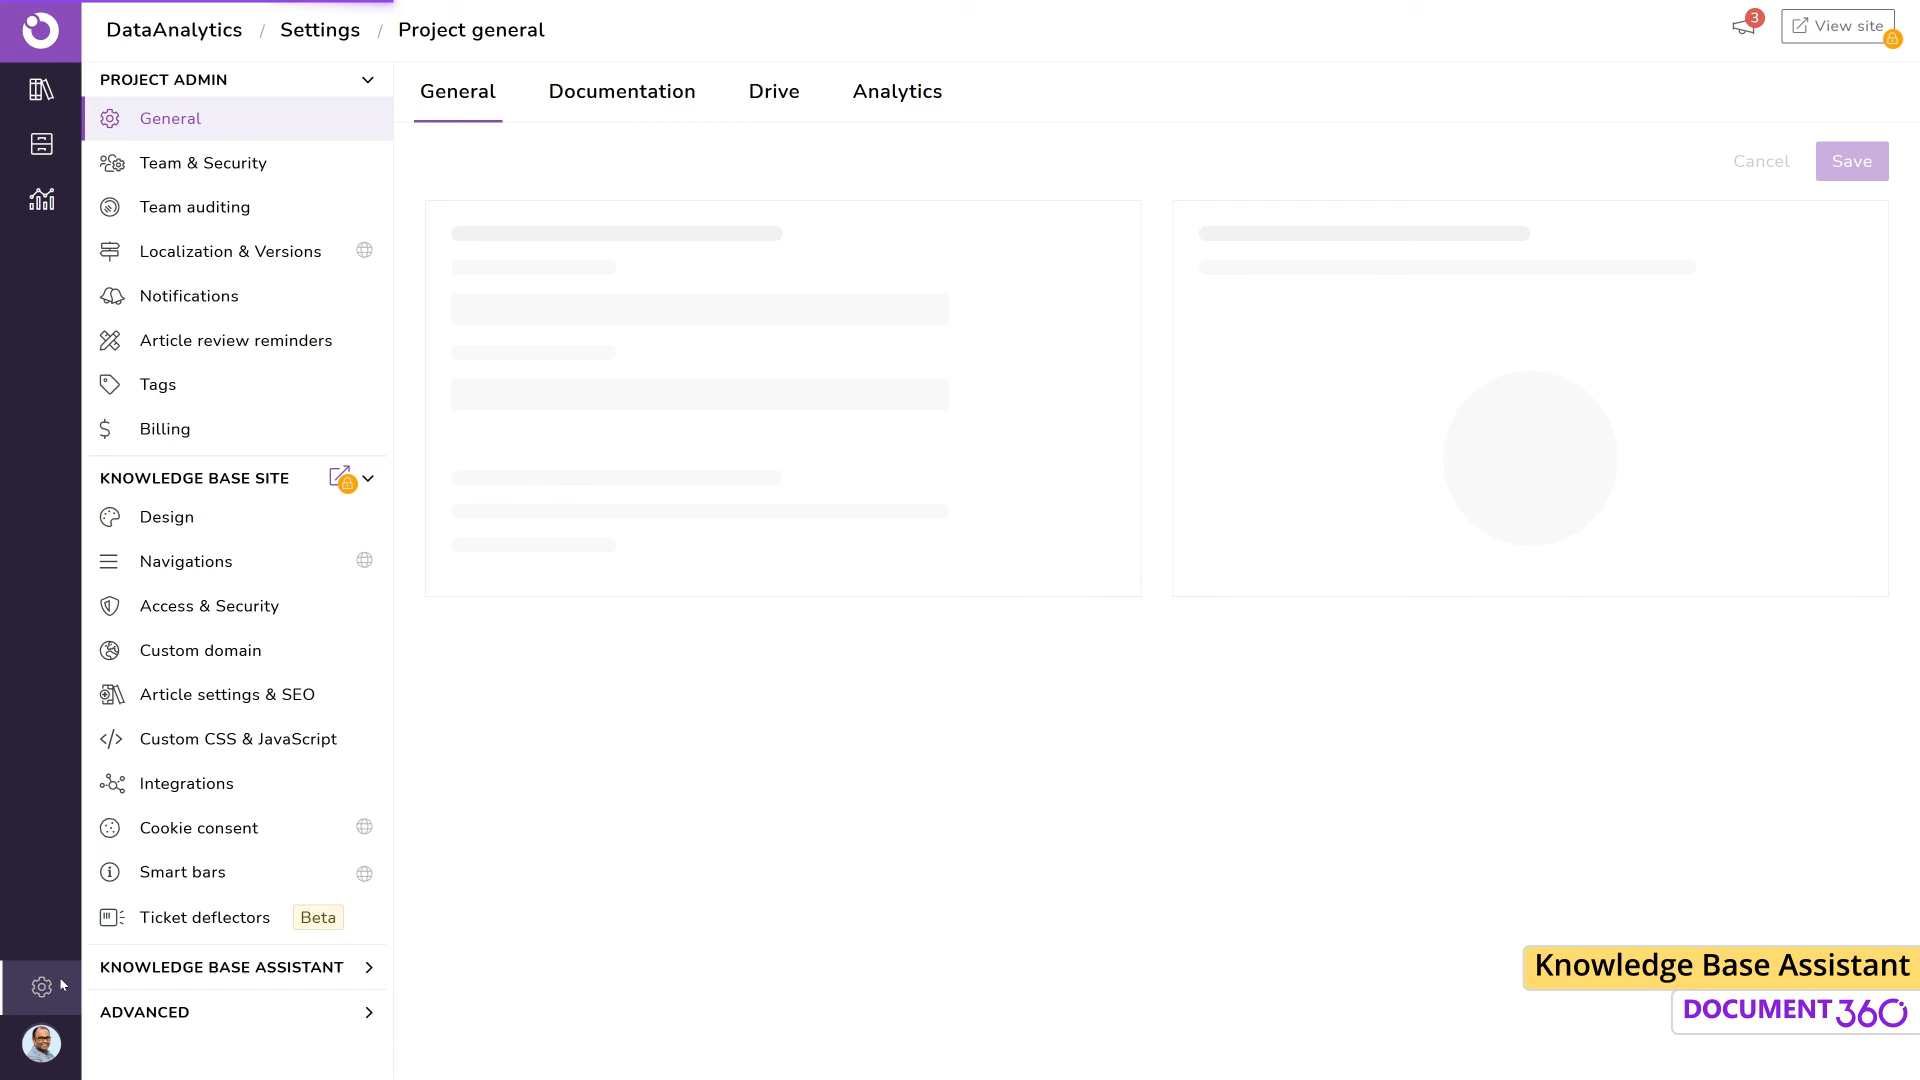 DataAnalytics / Settings / Project general
3
View site
PROJECT ADMIN
General
Team & Security
Team auditing
Localization & Versions
Notifications
Article review reminders
Tags
Billing
KNOWLEDGE BASE SITE
Design
Navigations
Access & Security
Custom domain
Article settings & SEO
Custom CSS & JavaScript
Integrations
Cookie consent
Smart bars
Ticket deflectors Beta
KNOWLEDGE BASE ASSISTANT
ADVANCED
General Documentation Drive Analytics
Cancel Save
Knowledge Base Assistant
DOCUMENT360